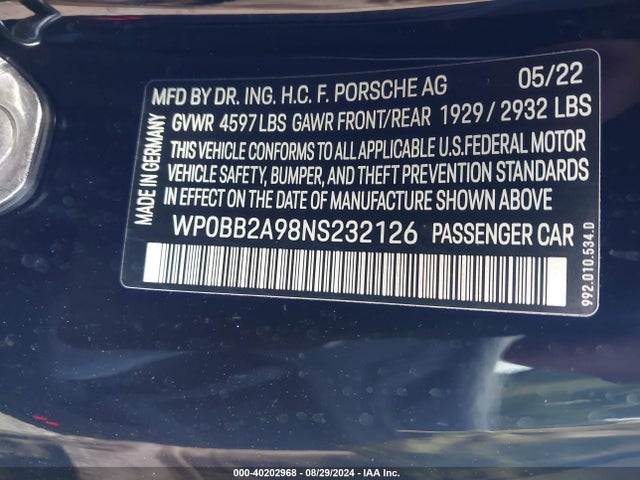 MFD BY DR. ING. H.C. F. PORSCHE AG 05/22
GVWR 4597 LBS GAWR FRONT/REAR 1929 / 2932 LBS
THIS VEHICLE CONFORMS TO ALL APPLICABLE U.S.FEDERAL MOTOR
VEHICLE SAFETY, BUMPER, AND THEFT PREVENTION STANDARDS
IN EFFECT ON THE DATE OF MANUFACTURE SHOWN ABOVE
WP0BB2A98NS232126 PASSENGER CAR
MADE IN GERMANY
992.010.534.D
000-40202968 - 08/29/2024 - IAA Inc.